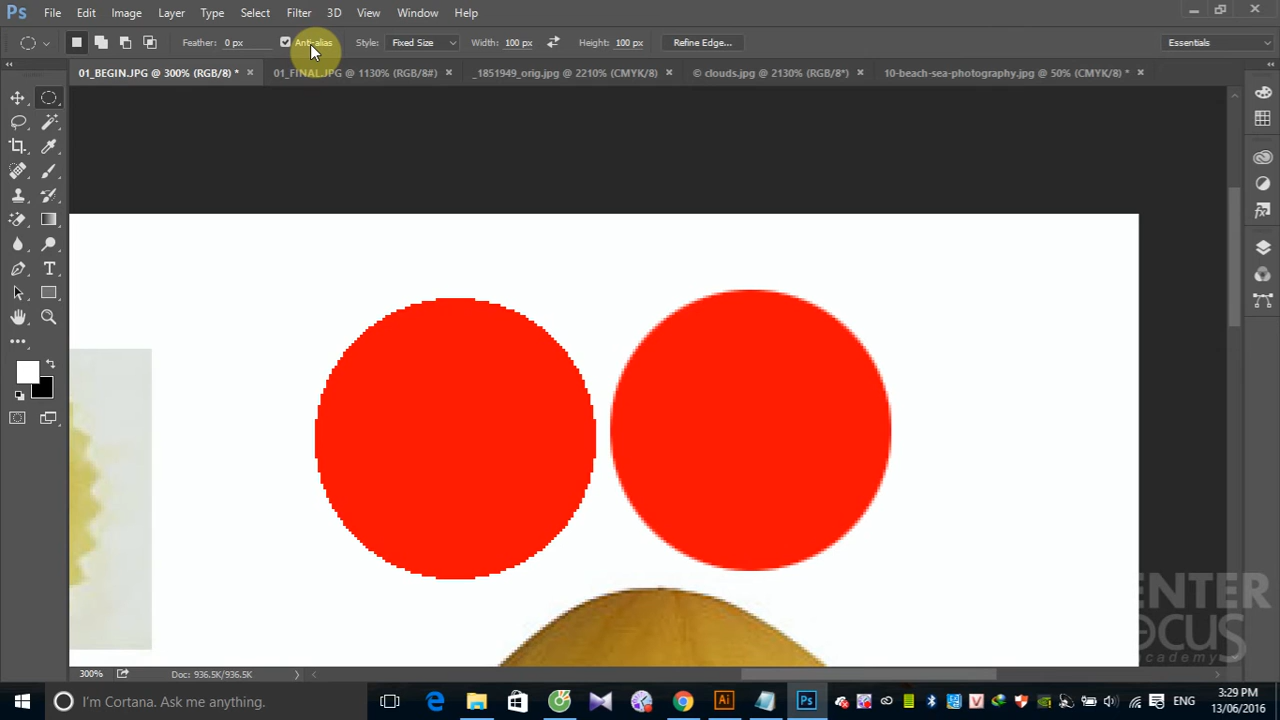 Ps File Edit Image Layer Type Select Filter 3D View Window Help
Feather: 0 px Anti-alias Style: Fixed Size Width: 100 px Height: 100 px Refine Edge... Essentials
01_BEGIN.JPG @ 300% (RGB/8) * × 01_FINAL.JPG @ 1130% (RGB/8#) × _1851949_orig.jpg @ 2210% (CMYK/8) × © clouds.jpg @ 2130% (RGB/8*) × 10-beach-sea-photography.jpg @ 50% (CMYK/8) * ×
ENTER
FOCUS
academy
300% Doc: 936.5K/936.5K
I'm Cortana. Ask me anything. Ai Ps ENG 3:29 PM
13/06/2016